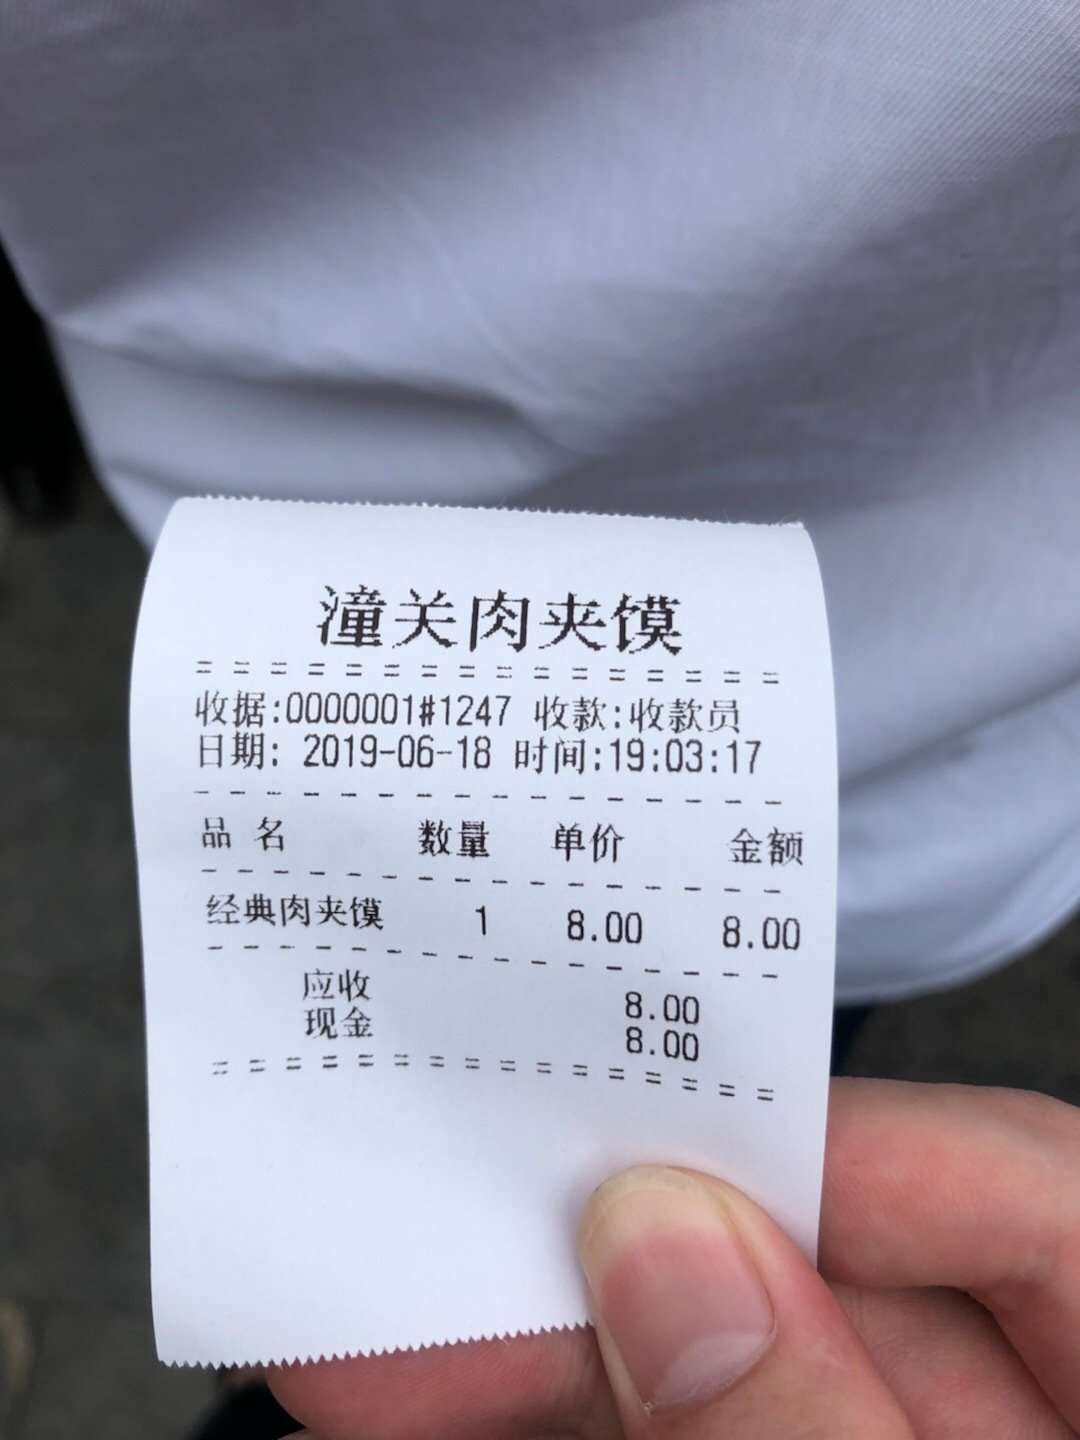 潼关肉夹馍
= = = = = = = = = = = = = = = =
收据:0000001#1247 收款:收款员
日期: 2019-06-18 时间:19:03:17
- - - - - - - - - - - - - - - -
品 名 数量 单价 金额
- - - - - - - - - - - - - - - -
经典肉夹馍 1 8.00 8.00
- - - - - - - - - - - - - - - -
应收 8.00
现金 8.00
= = = = = = = = = = = = = = = =